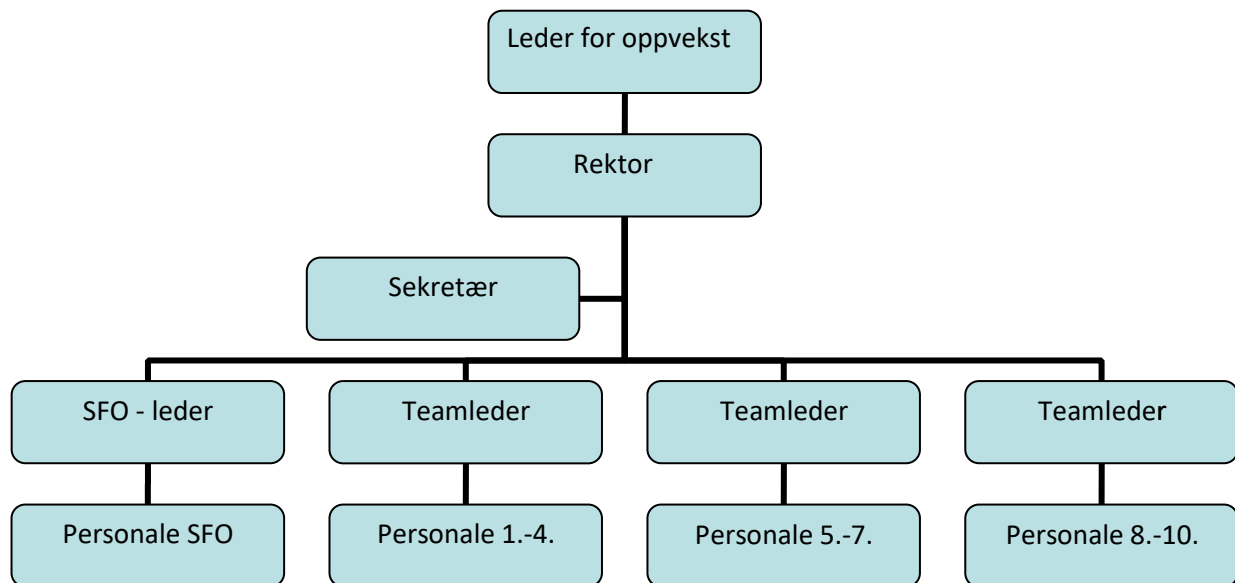 Leder for oppvekst
Rektor
Sekretær
SFO - leder
Teamleder
Teamleder
Teamleder
Personale SFO
Personale 1.-4.
Personale 5.-7.
Personale 8.-10.